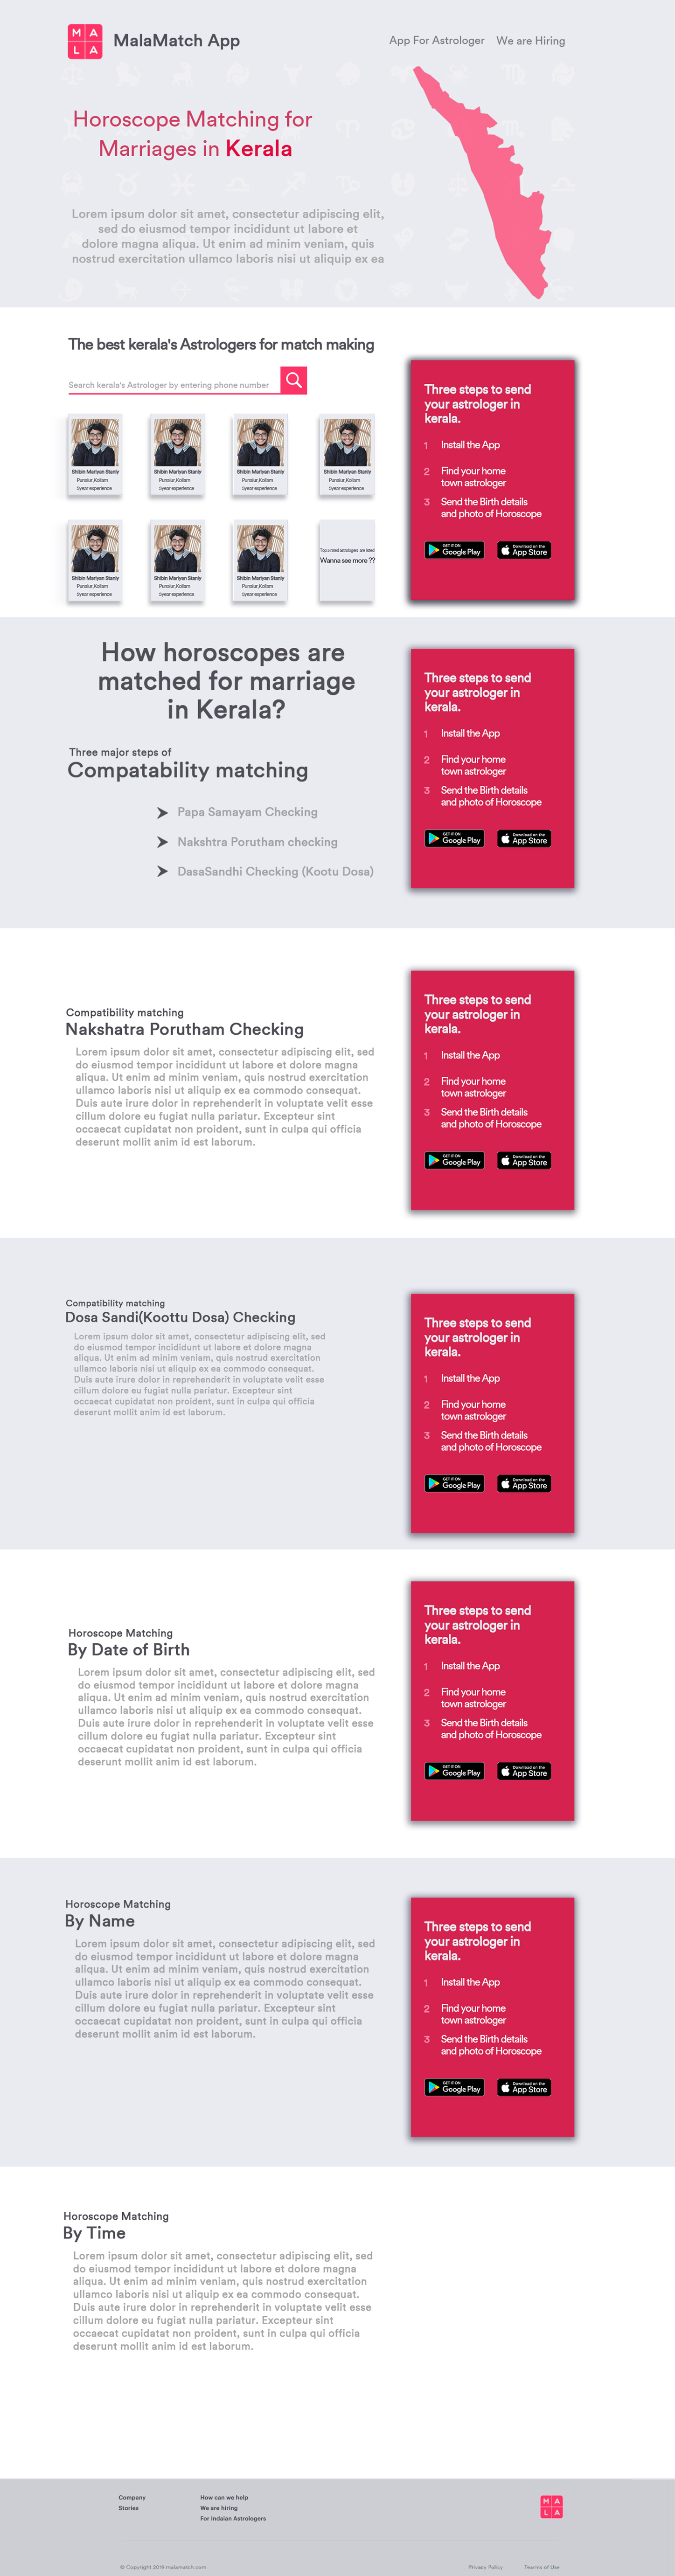 M A
L A
MalaMatch App
App For Astrologer
We are Hiring
Horoscope Matching for
Marriages in Kerala
Lorem ipsum dolor sit amet, consectetur adipiscing elit,
sed do eiusmod tempor incididunt ut labore et
dolore magna aliqua. Ut enim ad minim veniam, quis
nostrud exercitation ullamco laboris nisi ut aliquip ex ea
The best kerala's Astrologers for match making
Search kerala's Astrologer by entering phone number
Shibin Mariyan Stanly
Punalur,Kollam
5year experience
Shibin Mariyan Stanly
Punalur,Kollam
5year experience
Shibin Mariyan Stanly
Punalur,Kollam
5year experience
Shibin Mariyan Stanly
Punalur,Kollam
5year experience
Shibin Mariyan Stanly
Punalur,Kollam
5year experience
Shibin Mariyan Stanly
Punalur,Kollam
5year experience
Shibin Mariyan Stanly
Punalur,Kollam
5year experience
rated astrologers are listed
Wanna see more ??
Three steps to send
your astrologer in
kerala.
1 Install the App
2 Find your home
town astrologer
3 Send the Birth details
and photo of Horoscope
GET IT ON
Google Play
Download on the
App Store
How horoscopes are
matched for marriage
in Kerala?
Three major steps of
Compatability matching
Papa Samayam Checking
Nakshtra Porutham checking
DasaSandhi Checking (Kootu Dosa)
Three steps to send
your astrologer in
kerala.
1 Install the App
2 Find your home
town astrologer
3 Send the Birth details
and photo of Horoscope
GET IT ON
Google Play
Download on the
App Store
Compatibility matching
Nakshatra Porutham Checking
Lorem ipsum dolor sit amet, consectetur adipiscing elit, sed
do eiusmod tempor incididunt ut labore et dolore magna
aliqua. Ut enim ad minim veniam, quis nostrud exercitation
ullamco laboris nisi ut aliquip ex ea commodo consequat.
Duis aute irure dolor in reprehenderit in voluptate velit esse
cillum dolore eu fugiat nulla pariatur. Excepteur sint
occaecat cupidatat non proident, sunt in culpa qui officia
deserunt mollit anim id est laborum.
Three steps to send
your astrologer in
kerala.
1 Install the App
2 Find your home
town astrologer
3 Send the Birth details
and photo of Horoscope
GET IT ON
Google Play
Download on the
App Store
Compatibility matching
Dosa Sandi(Koottu Dosa) Checking
Lorem ipsum dolor sit amet, consectetur adipiscing elit, sed
do eiusmod tempor incididunt ut labore et dolore magna
aliqua. Ut enim ad minim veniam, quis nostrud exercitation
ullamco laboris nisi ut aliquip ex ea commodo consequat.
Duis aute irure dolor in reprehenderit in voluptate velit esse
cillum dolore eu fugiat nulla pariatur. Excepteur sint
occaecat cupidatat non proident, sunt in culpa qui officia
deserunt mollit anim id est laborum.
Three steps to send
your astrologer in
kerala.
1 Install the App
2 Find your home
town astrologer
3 Send the Birth details
and photo of Horoscope
GET IT ON
Google Play
Download on the
App Store
Horoscope Matching
By Date of Birth
Lorem ipsum dolor sit amet, consectetur adipiscing elit, sed
do eiusmod tempor incididunt ut labore et dolore magna
aliqua. Ut enim ad minim veniam, quis nostrud exercitation
ullamco laboris nisi ut aliquip ex ea commodo consequat.
Duis aute irure dolor in reprehenderit in voluptate velit esse
cillum dolore eu fugiat nulla pariatur. Excepteur sint
occaecat cupidatat non proident, sunt in culpa qui officia
deserunt mollit anim id est laborum.
Three steps to send
your astrologer in
kerala.
1 Install the App
2 Find your home
town astrologer
3 Send the Birth details
and photo of Horoscope
GET IT ON
Google Play
Download on the
App Store
Horoscope Matching
By Name
Lorem ipsum dolor sit amet, consectetur adipiscing elit, sed
do eiusmod tempor incididunt ut labore et dolore magna
aliqua. Ut enim ad minim veniam, quis nostrud exercitation
ullamco laboris nisi ut aliquip ex ea commodo consequat.
Duis aute irure dolor in reprehenderit in voluptate velit esse
cillum dolore eu fugiat nulla pariatur. Excepteur sint
occaecat cupidatat non proident, sunt in culpa qui officia
deserunt mollit anim id est laborum.
Three steps to send
your astrologer in
kerala.
1 Install the App
2 Find your home
town astrologer
3 Send the Birth details
and photo of Horoscope
GET IT ON
Google Play
Download on the
App Store
Horoscope Matching
By Time
Lorem ipsum dolor sit amet, consectetur adipiscing elit, sed
do eiusmod tempor incididunt ut labore et dolore magna
aliqua. Ut enim ad minim veniam, quis nostrud exercitation
ullamco laboris nisi ut aliquip ex ea commodo consequat.
Duis aute irure dolor in reprehenderit in voluptate velit esse
cillum dolore eu fugiat nulla pariatur. Excepteur sint
occaecat cupidatat non proident, sunt in culpa qui officia
deserunt mollit anim id est laborum.
Company
Stories
How can we help
We are hiring
For Indaian Astrologers
M A
L A
© Copyright 2019 malamatch.com
Privacy Policy
Tearms of Use